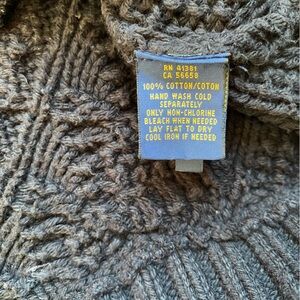 RN 41381
CA 56658
100% COTTON/COTON
HAND WASH COLD
SEPARATELY
ONLY NON-CHLORINE
BLEACH WHEN NEEDED
LAY FLAT TO DRY
COOL IRON IF NEEDED